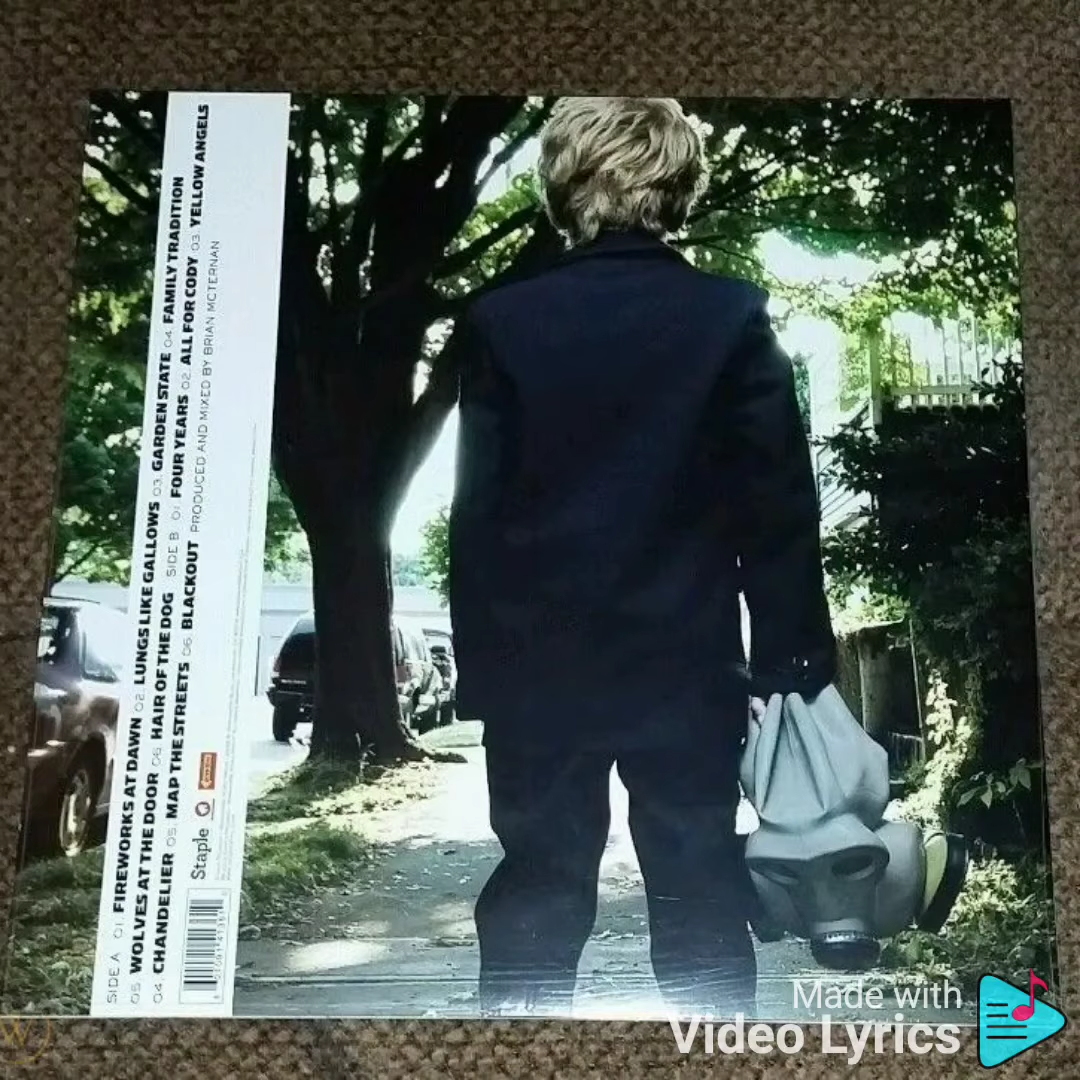 SIDE A 01. FIREWORKS AT DAWN 02. LUNGS LIKE GALLOWS 03. GARDEN STATE 04. FAMILY TRADITION
05. WOLVES AT THE DOOR 06. HAIR OF THE DOG SIDE B 01. FOUR YEARS 02. ALL FOR CODY 03. YELLOW ANGELS
04. CHANDELIER 05. MAP THE STREETS 06. BLACKOUT PRODUCED AND MIXED BY BRIAN MCTERNAN
Staple
Made with
Video Lyrics
W